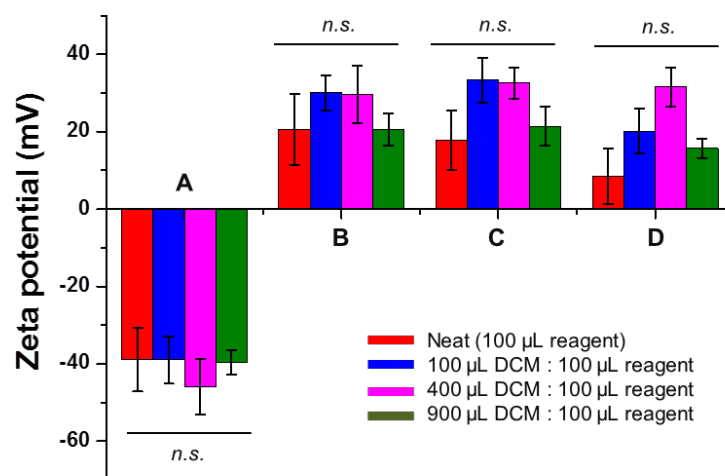 n.s.
n.s.
n.s.
40
20
0
-20
-40
-60
Zeta potential (mV)
A
B
C
D
Neat (100 µL reagent)
100 µL DCM : 100 µL reagent
400 µL DCM : 100 µL reagent
900 µL DCM : 100 µL reagent
n.s.